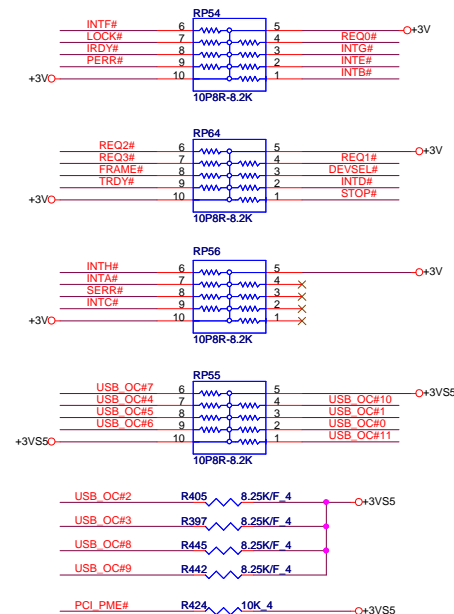 RP54
INTF# 6 5 +3V
LOCK# 7 4 REQ0#
IRDY# 8 3 INTG#
PERR# 9 2 INTE#
+3V 10 1 INTB#
10P8R-8.2K
RP64
REQ2# 6 5 +3V
REQ3# 7 4 REQ1#
FRAME# 8 3 DEVSEL#
TRDY# 9 2 INTD#
+3V 10 1 STOP#
10P8R-8.2K
RP56
INTH# 6 5 +3V
INTA# 7 4
SERR# 8 3
INTC# 9 2
+3V 10 1
10P8R-8.2K
RP55
USB_OC#7 6 5 +3VS5
USB_OC#4 7 4 USB_OC#10
USB_OC#5 8 3 USB_OC#1
USB_OC#6 9 2 USB_OC#0
+3VS5 10 1 USB_OC#11
10P8R-8.2K
USB_OC#2 R405 8.25K/F_4 +3VS5
USB_OC#3 R397 8.25K/F_4
USB_OC#8 R445 8.25K/F_4
USB_OC#9 R442 8.25K/F_4
PCI_PME# R424 10K_4 +3VS5